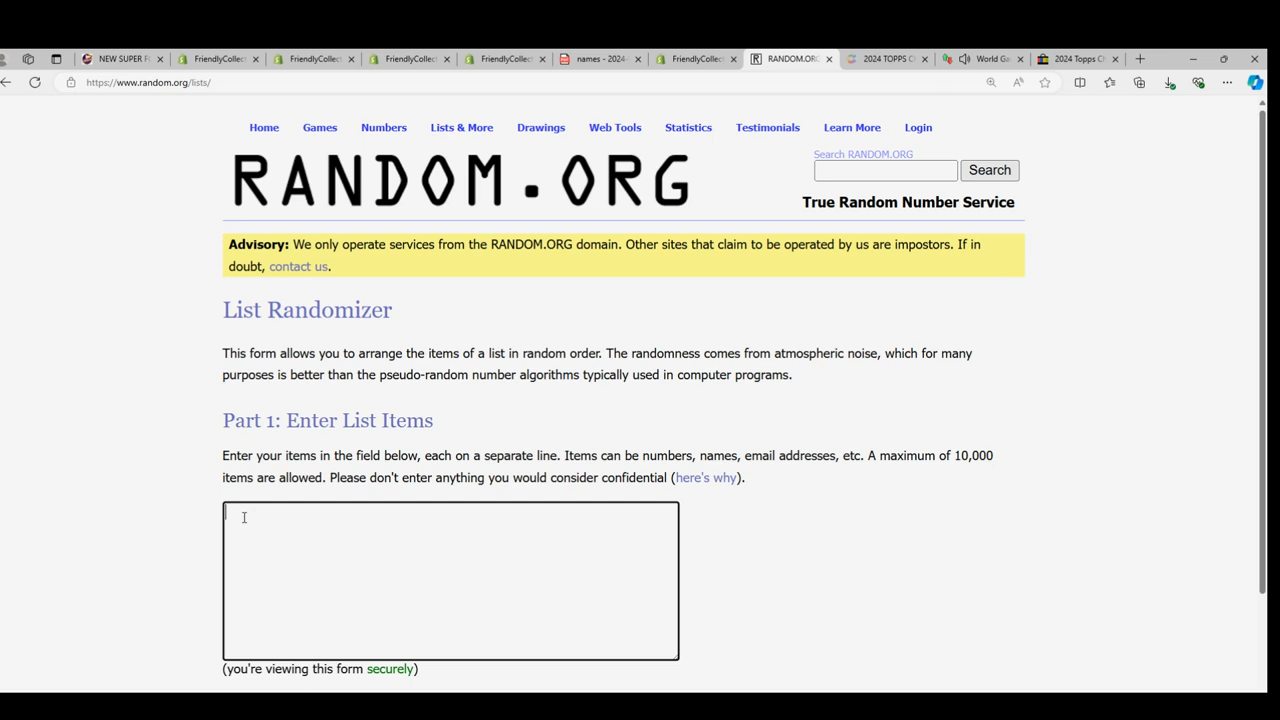 NEW SUPER F
FriendlyCollect
FriendlyCollect
FriendlyCollect
FriendlyCollect
names - 2024-
FriendlyCollect
RANDOM.ORG
2024 TOPPS C
World Ga
2024 Topps Ch
https://www.random.org/lists/
Home Games Numbers Lists & More Drawings Web Tools Statistics Testimonials Learn More Login
RANDOM.ORG
Search RANDOM.ORG
Search
True Random Number Service
Advisory: We only operate services from the RANDOM.ORG domain. Other sites that claim to be operated by us are impostors. If in
doubt, contact us.
List Randomizer
This form allows you to arrange the items of a list in random order. The randomness comes from atmospheric noise, which for many
purposes is better than the pseudo-random number algorithms typically used in computer programs.
Part 1: Enter List Items
Enter your items in the field below, each on a separate line. Items can be numbers, names, email addresses, etc. A maximum of 10,000
items are allowed. Please don't enter anything you would consider confidential (here's why).
(you're viewing this form securely)